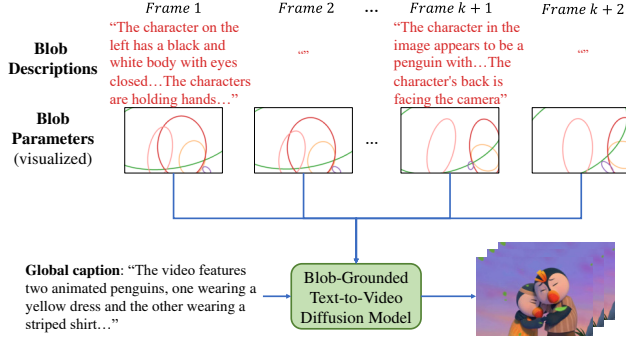 Frame 1 Frame 2 ... Frame k + 1 Frame k + 2
Blob
Descriptions
“The character on the
left has a black and
white body with eyes
closed…The characters
are holding hands…”
“”
“The character in the
image appears to be a
penguin with…The
character's back is
facing the camera”
“”
Blob
Parameters
(visualized)
...
Global caption: “The video features
two animated penguins, one wearing a
yellow dress and the other wearing a
striped shirt…”
Blob-Grounded
Text-to-Video
Diffusion Model